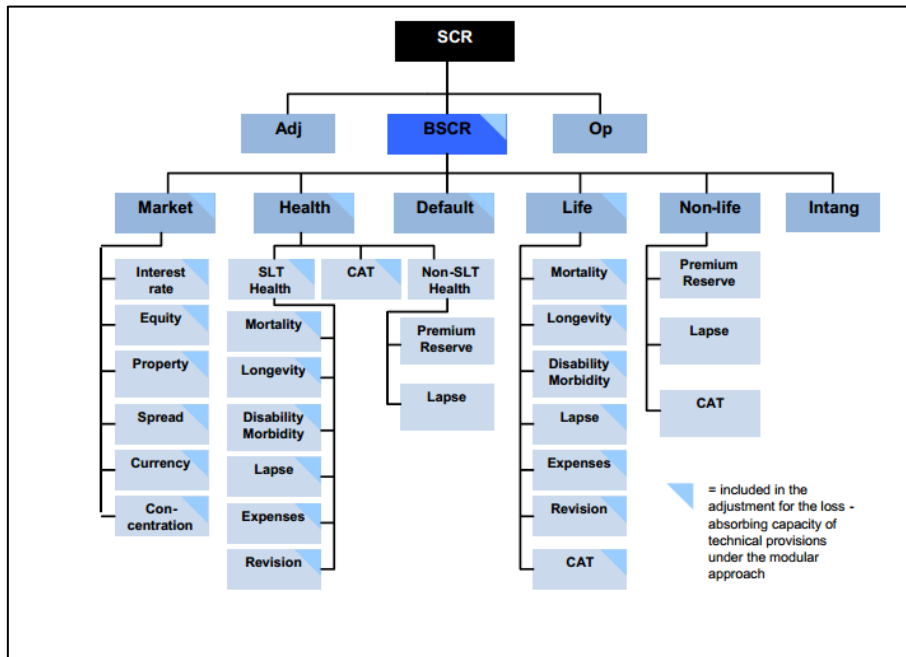 SCR
Adj
BSCR
Op
Market
Health
Default
Life
Non-life
Intang
Interest
rate
Equity
Property
Spread
Currency
Con-
centration
SLT
Health
Mortality
Longevity
Disability
Morbidity
Lapse
Expenses
Revision
CAT
Non-SLT
Health
Premium
Reserve
Lapse
Mortality
Longevity
Disability
Morbidity
Lapse
Expenses
Revision
CAT
Premium
Reserve
Lapse
CAT
= included in the
adjustment for the loss -
absorbing capacity of
technical provisions
under the modular
approach